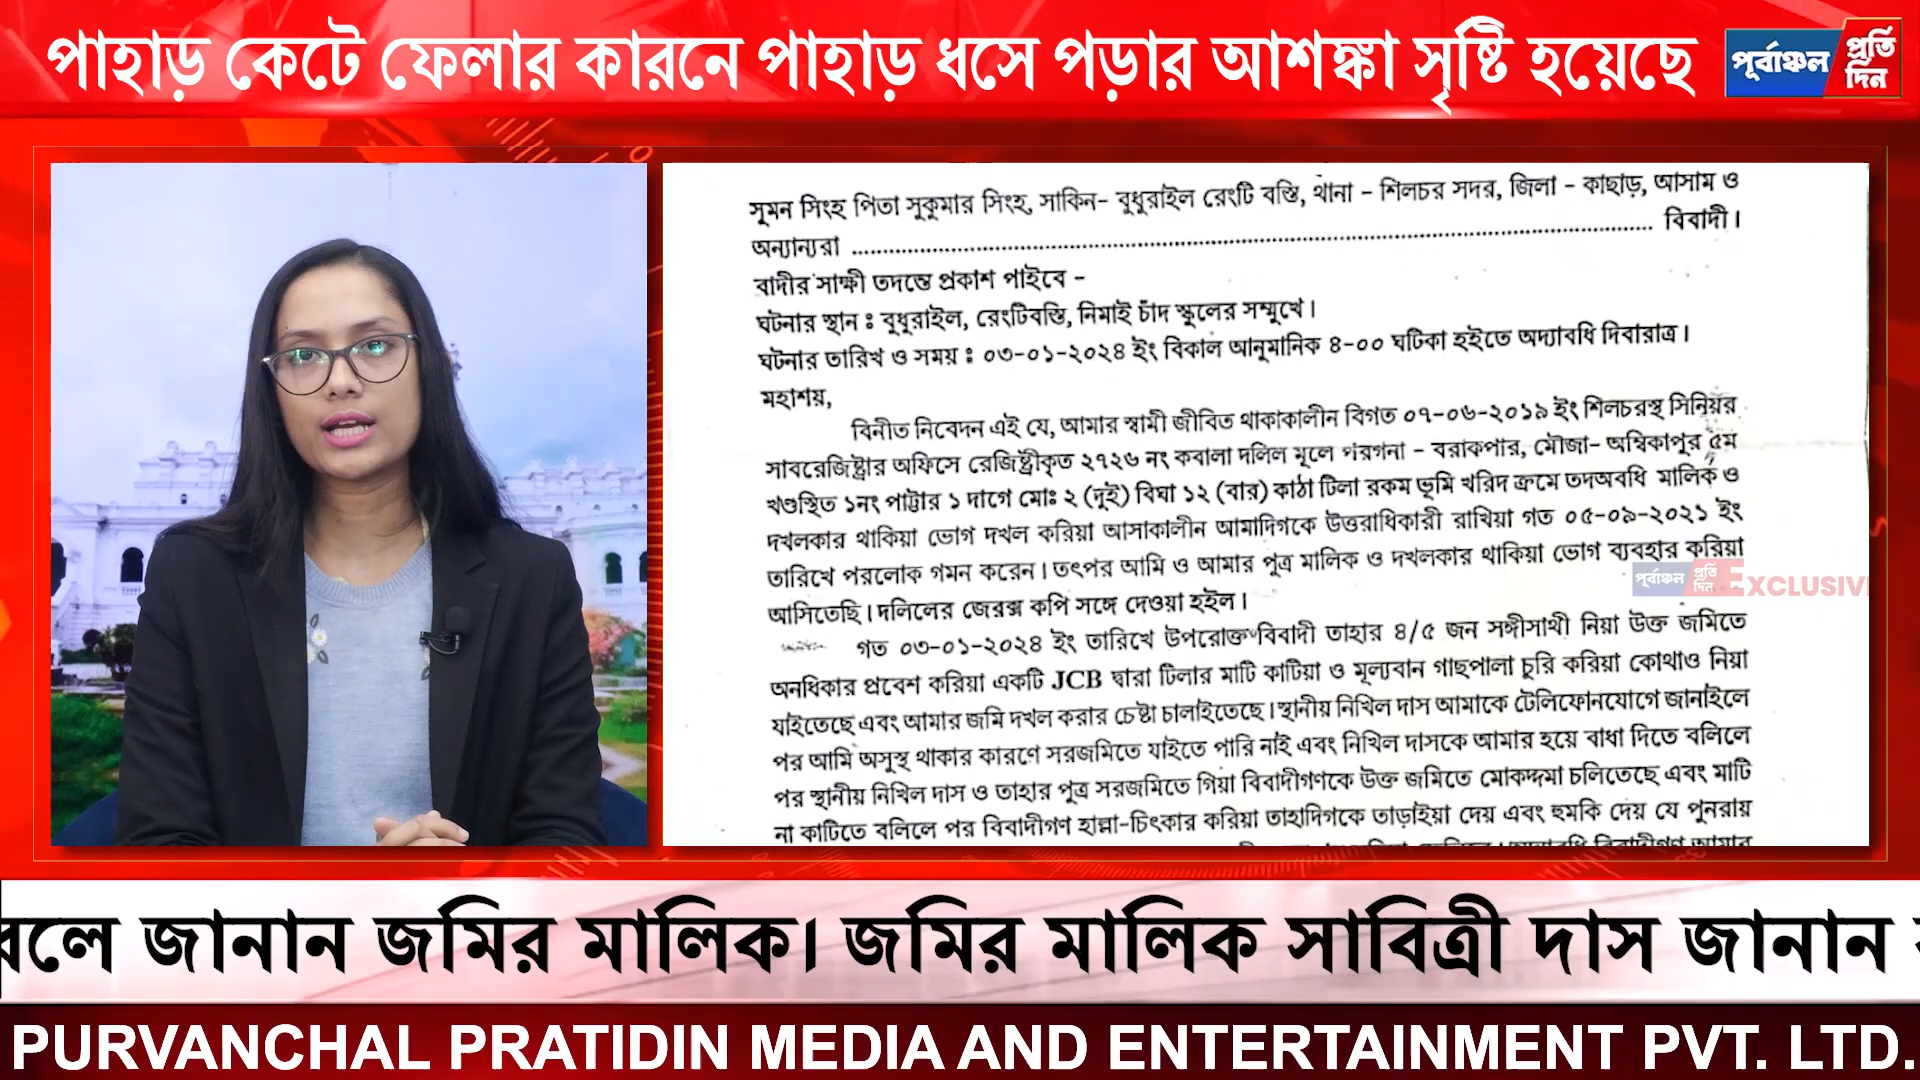 পাহাড় কেটে ফেলার কারনে পাহাড় ধসে পড়ার আশঙ্কা সৃষ্টি হয়েছে
পূর্বাঞ্চল প্রতি দিন
সুমন সিংহ পিতা সুকুমার সিংহ, সাকিন- বুধুরাইল রেংটি বস্তি, থানা - শিলচর সদর, জিলা - কাছাড়, আসাম ও
অন্যান্যরা ........................................ বিবাদী।
বাদীর সাক্ষী তদন্তে প্রকাশ পাইবে -
ঘটনার স্থান ঃ বুধুরাইল, রেংটিবস্তি, নিমাই চাঁদ স্কুলের সম্মুখে।
ঘটনার তারিখ ও সময় ঃ ০৩-০১-২০২৪ ইং বিকাল আনুমানিক ৪-০০ ঘটিকা হইতে অদ্যাবধি দিবারাত্র।
মহাশয়,
বিনীত নিবেদন এই যে, আমার স্বামী জীবিত থাকাকালীন বিগত ০৭-০৬-২০১৯ ইং শিলচরস্থ সিনিয়র
সাবরেজিষ্ট্রার অফিসে রেজিষ্ট্রীকৃত ২৭২৬ নং কবালা দলিল মূলে পরগনা - বরাকপার, মৌজা- অম্বিকাপুর ৫ম
খণ্ডস্থিত ১নং পাট্টার ১ দাগে মোঃ ২ (দুই) বিঘা ১২ (বার) কাঠা টিলা রকম ভূমি খরিদ ক্রমে তদঅবধি মালিক ও
দখলকার থাকিয়া ভোগ দখল করিয়া আসাকালীন আমাদিগকে উত্তরাধিকারী রাখিয়া গত ০৫-০৯-২০২১ ইং
তারিখে পরলোক গমন করেন। তৎপর আমি ও আমার পুত্র মালিক ও দখলকার থাকিয়া ভোগ ব্যবহার করিয়া
আসিতেছি। দলিলের জেরক্স কপি সঙ্গে দেওয়া হইল।
পূর্বাঞ্চল প্রতি দিন EXCLUSIV
গত ০৩-০১-২০২৪ ইং তারিখে উপরোক্ত বিবাদী তাহার ৪/৫ জন সঙ্গীসাথী নিয়া উক্ত জমিতে
অনধিকার প্রবেশ করিয়া একটি JCB দ্বারা টিলার মাটি কাটিয়া ও মূল্যবান গাছপালা চুরি করিয়া কোথাও নিয়া
যাইতেছে এবং আমার জমি দখল করার চেষ্টা চালাইতেছে। স্থানীয় নিখিল দাস আমাকে টেলিফোনযোগে জানাইলে
পর আমি অসুস্থ থাকার কারণে সরজমিতে যাইতে পারি নাই এবং নিখিল দাসকে আমার হয়ে বাধা দিতে বলিলে
পর স্থানীয় নিখিল দাস ও তাহার পুত্র সরজমিতে গিয়া বিবাদীগণকে উক্ত জমিতে মোকদ্দমা চলিতেছে এবং মাটি
না কাটিতে বলিলে পর বিবাদীগণ হাল্লা-চিৎকার করিয়া তাহাদিগকে তাড়াইয়া দেয় এবং হুমকি দেয় যে পুনরায়
বলে জানান জমির মালিক। জমির মালিক সাবিত্রী দাস জানান
PURVANCHAL PRATIDIN MEDIA AND ENTERTAINMENT PVT. LTD.